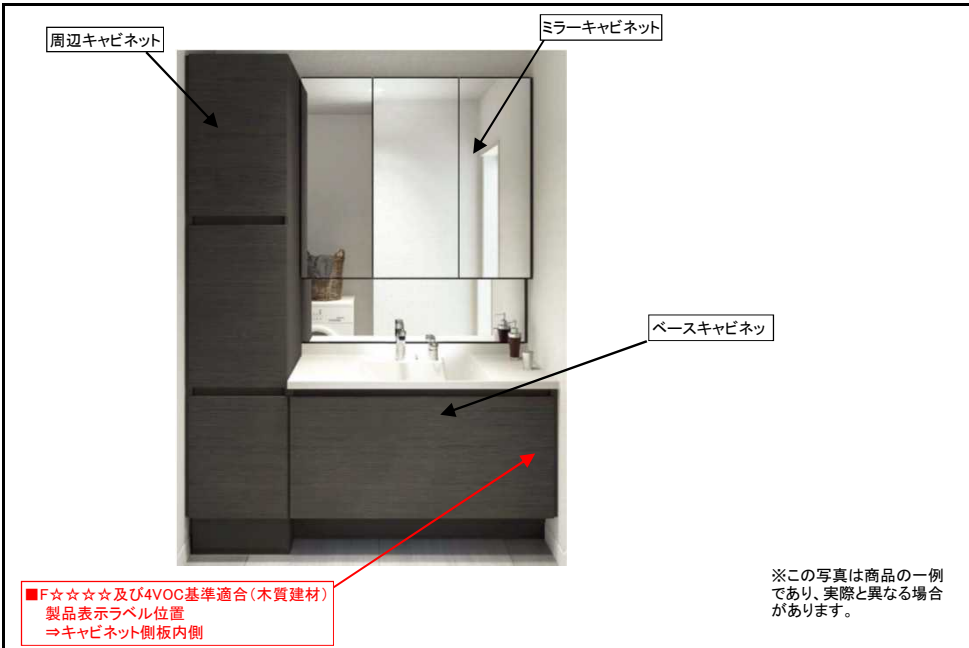 周辺キャビネット
ミラーキャビネット
ベースキャビネッ
■F☆☆☆☆及び4VOC基準適合(木質建材)
製品表示ラベル位置
⇒キャビネット側板内側
※この写真は商品の一例
であり、実際と異なる場合
があります。